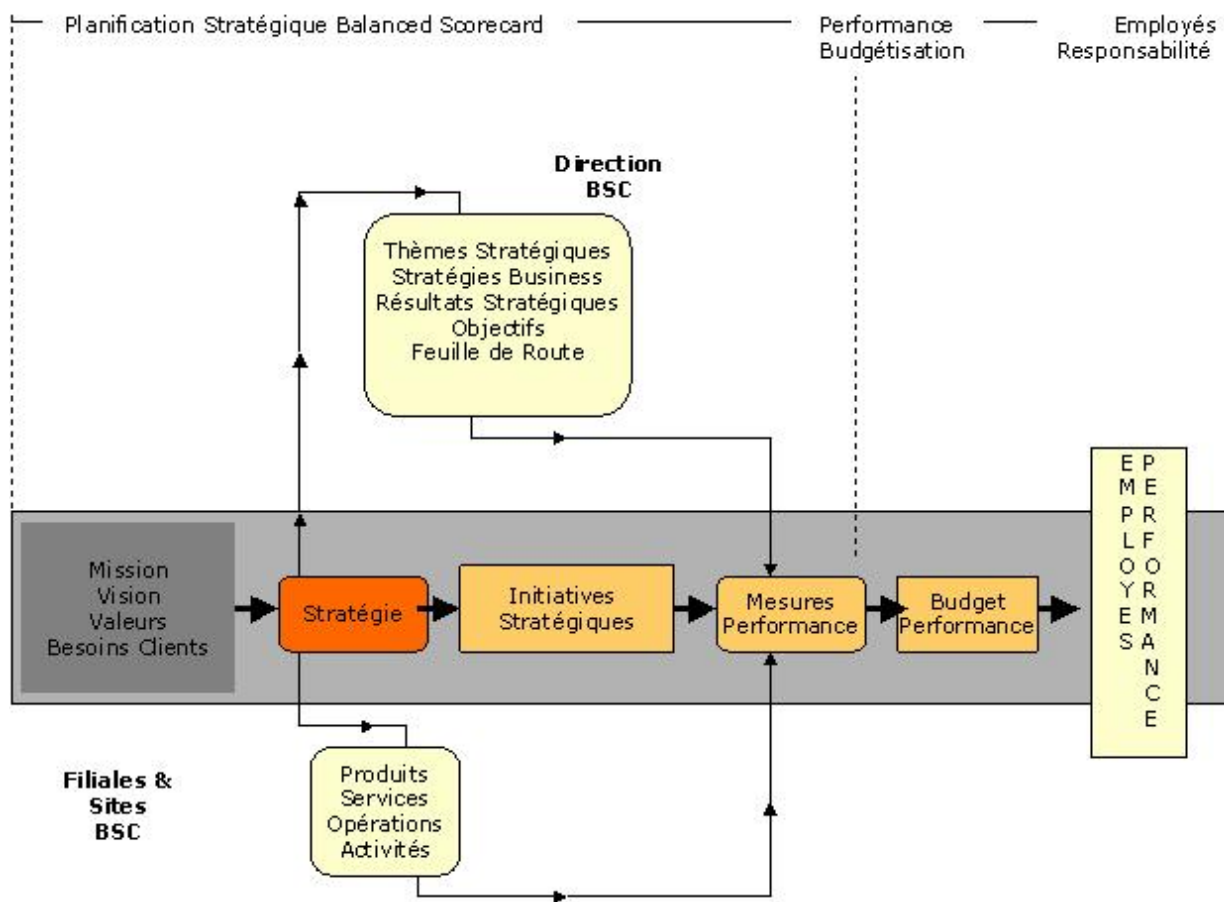 Planification Stratégique Balanced Scorecard
Performance
Budgétisation
Employés
Responsabilité
Direction
BSC
Thèmes Stratégiques
Stratégies Business
Résultats Stratégiques
Objectifs
Feuille de Route
Mission
Vision
Valeurs
Besoins Clients
Stratégie
Initiatives
Stratégiques
Mesures
Performance
Budget
Performance
EMPLOYES
PERFORMANCE
Filiales &
Sites
BSC
Produits
Services
Opérations
Activités